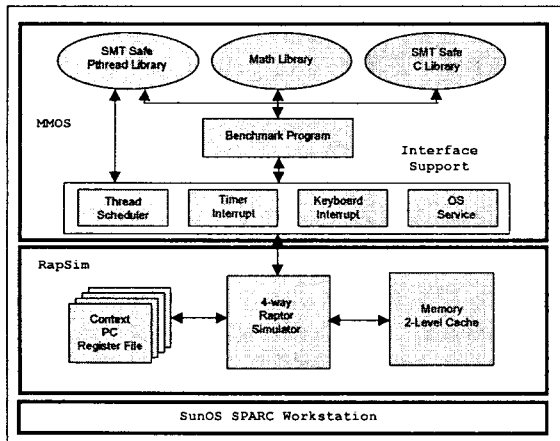 SMT Safe
Pthread Library
Math Library
SMT Safe
C Library
MMOS
Benchmark Program
Interface
Support
Thread
Scheduler
Timer
Interrupt
Keyboard
Interrupt
OS
Service
RapSim
Context
PC
Register File
4-way
Raptor
Simulator
Memory
2-Level Cache
SunOS SPARC Workstation